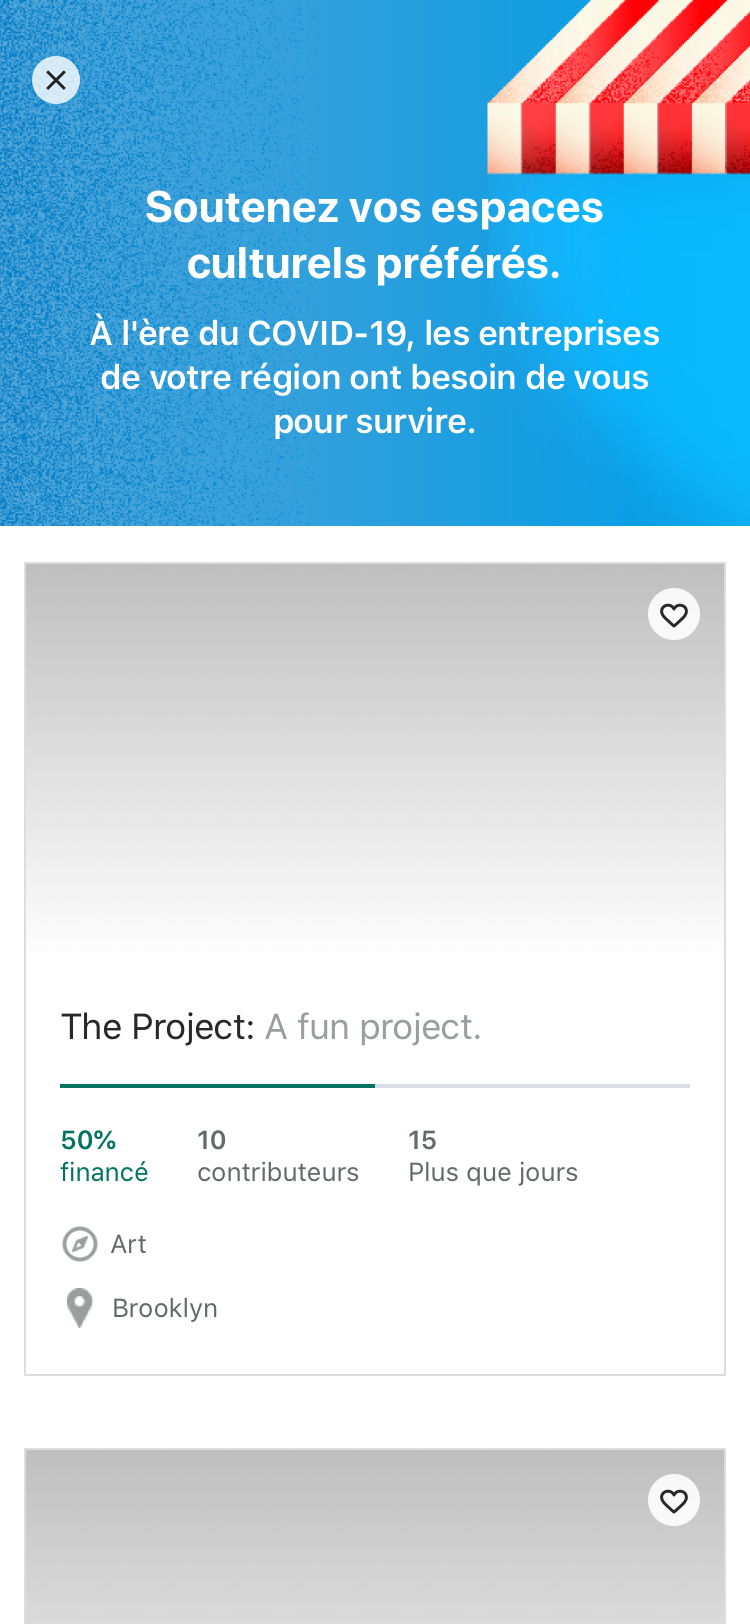 Soutenez vos espaces
culturels préférés.
À l'ère du COVID-19, les entreprises
de votre région ont besoin de vous
pour survire.
The Project: A fun project.
50% 10 15
financé contributeurs Plus que jours
Art
Brooklyn